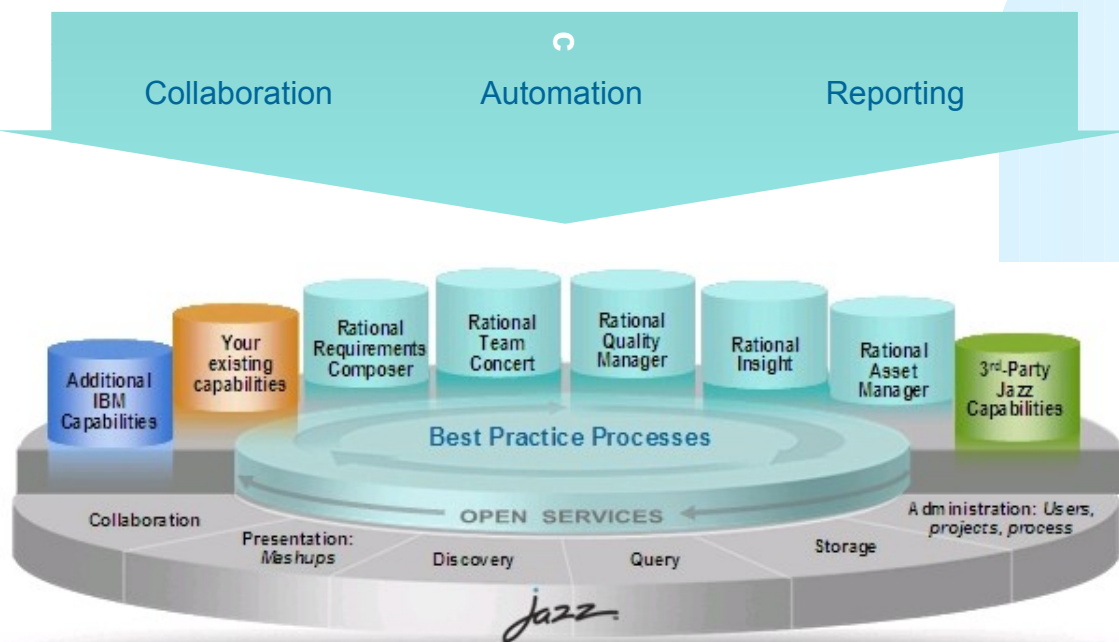 C
Collaboration Automation Reporting
Additional
IBM
Capabilities
Your
existing
capabilities
Rational
Requirements
Composer
Rational
Team
Concert
Rational
Quality
Manager
Rational
Insight
Rational
Asset
Manager
3rd-Party
Jazz
Capabilities
Best Practice Processes
OPEN SERVICES
Collaboration
Presentation:
Mashups
Discovery
Query
Storage
Administration: Users,
projects, process
jazz